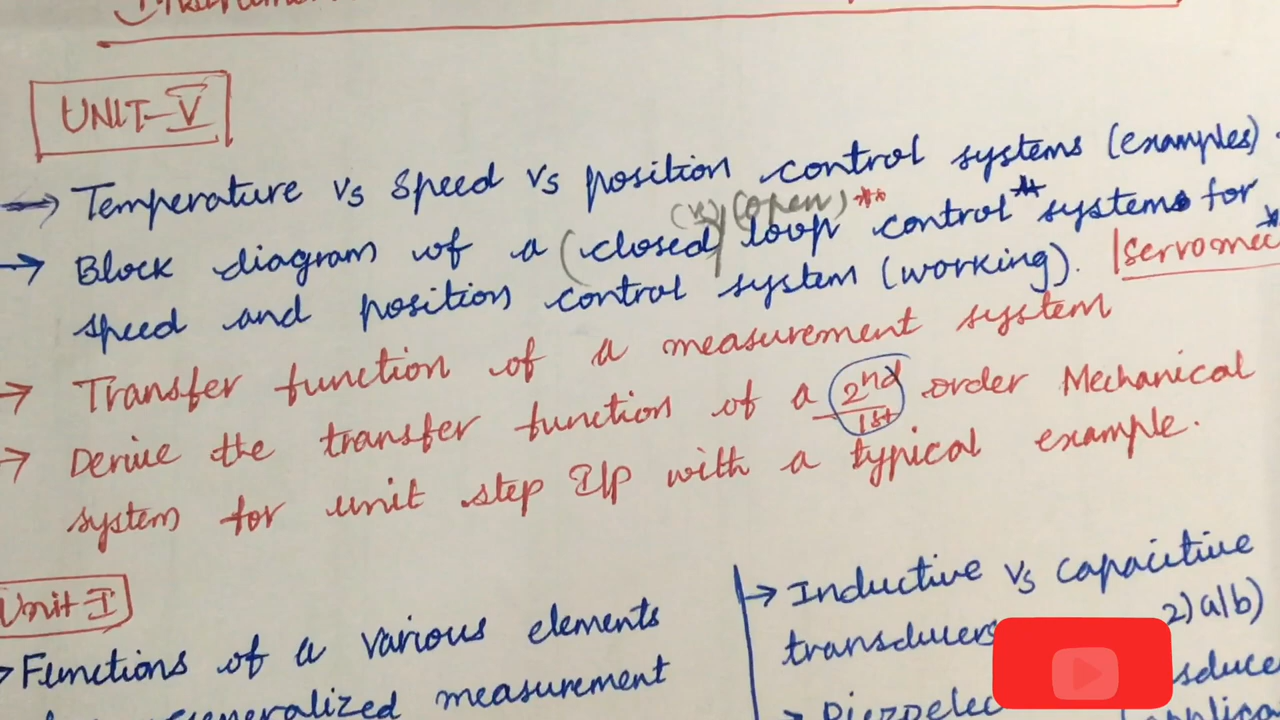 UNIT-V
→ Temperature vs Speed vs position control systems (examples).
(vs) (open) **
→ Block diagram of a (closed/ loop control ** systems for
speed and position control system (working). |Servomec
→ Transfer function of a measurement system
→ Derive the transfer function of a 2nd/1st order Mechanical
system for unit step I/P with a typical example.
Unit-I
→ Functions of a various elements
generalized measurement
→ Inductive vs capacitive
transducers 2)a/b)
→ Piezoelec